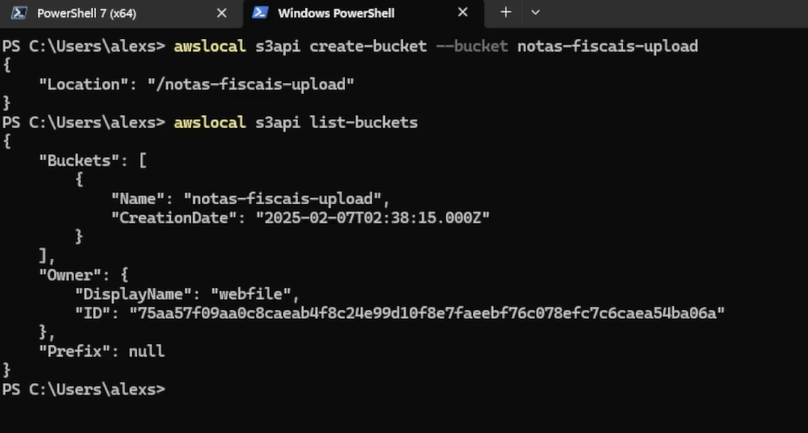 PowerShell 7 (x64)
Windows PowerShell
PS C:\Users\alexs> awslocal s3api create-bucket --bucket notas-fiscais-upload
{
    "Location": "/notas-fiscais-upload"
}
PS C:\Users\alexs> awslocal s3api list-buckets
{
    "Buckets": [
        {
            "Name": "notas-fiscais-upload",
            "CreationDate": "2025-02-07T02:38:15.000Z"
        }
    ],
    "Owner": {
        "DisplayName": "webfile",
        "ID": "75aa57f09aa0c8caeab4f8c24e99d10f8e7faeebf76c078efc7c6caea54ba06a"
    },
    "Prefix": null
}
PS C:\Users\alexs>